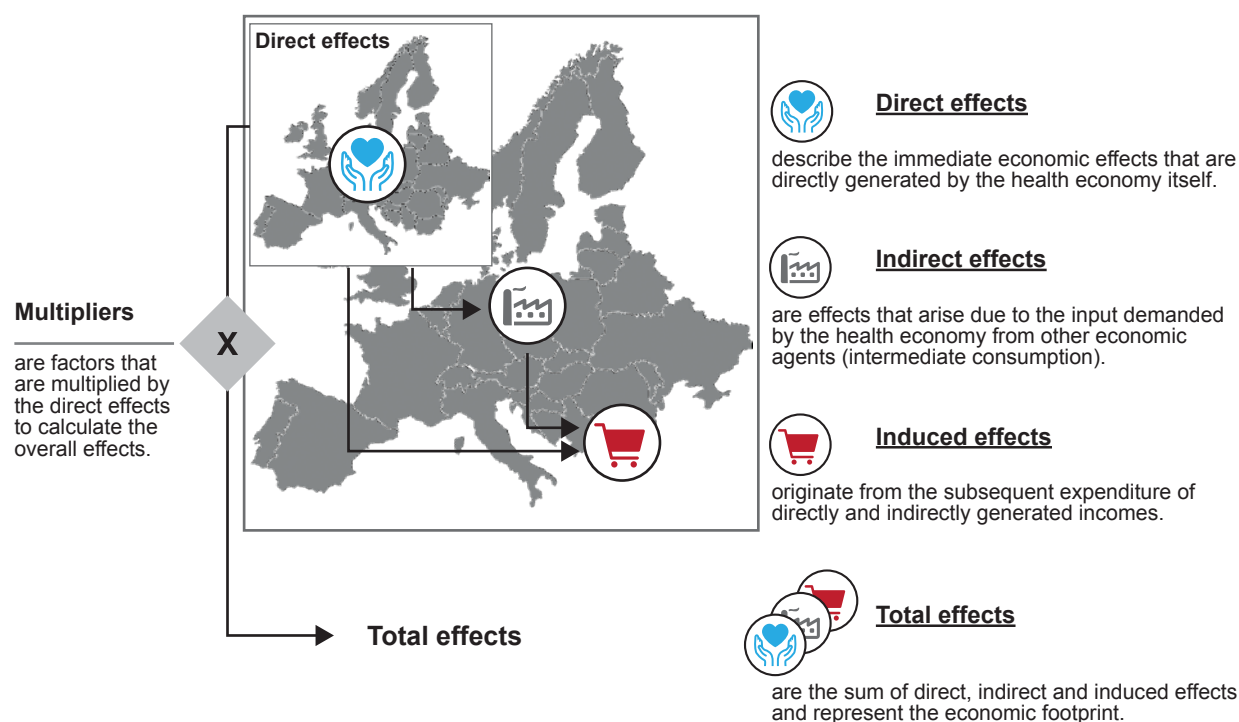 Direct effects
Multipliers
are factors that
are multiplied by
the direct effects
to calculate the
overall effects.
X
Total effects
Direct effects
describe the immediate economic effects that are
directly generated by the health economy itself.
Indirect effects
are effects that arise due to the input demanded
by the health economy from other economic
agents (intermediate consumption).
Induced effects
originate from the subsequent expenditure of
directly and indirectly generated incomes.
Total effects
are the sum of direct, indirect and induced effects
and represent the economic footprint.